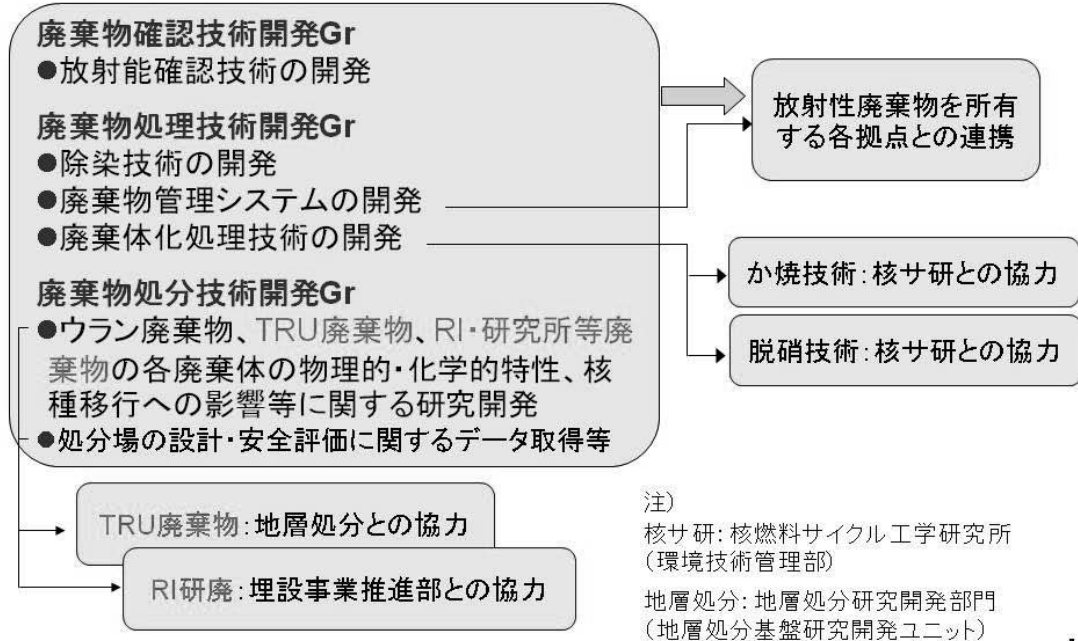 廃棄物確認技術開発Gr
●放射能確認技術の開発
廃棄物処理技術開発Gr
●除染技術の開発
●廃棄物管理システムの開発
●廃棄体化処理技術の開発
廃棄物処分技術開発Gr
●ウラン廃棄物、TRU廃棄物、RI・研究所等廃
棄物の各廃棄体の物理的・化学的特性、核
種移行への影響等に関する研究開発
●処分場の設計・安全評価に関するデータ取得等
放射性廃棄物を所有
する各拠点との連携
か焼技術：核サ研との協力
脱硝技術：核サ研との協力
TRU廃棄物：地層処分との協力
RI研廃：埋設事業推進部との協力
注）
核サ研：核燃料サイクル工学研究所
（環境技術管理部）
地層処分：地層処分研究開発部門
（地層処分基盤研究開発ユニット）